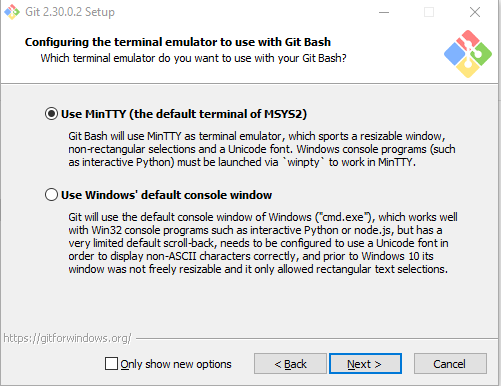 Git 2.30.0.2 Setup
Configuring the terminal emulator to use with Git Bash
Which terminal emulator do you want to use with your Git Bash?
Use MinTTY (the default terminal of MSYS2)
Git Bash will use MinTTY as terminal emulator, which sports a resizable window,
non-rectangular selections and a Unicode font. Windows console programs (such
as interactive Python) must be launched via `winpty` to work in MinTTY.
Use Windows' default console window
Git will use the default console window of Windows ("cmd.exe"), which works well
with Win32 console programs such as interactive Python or node.js, but has a
very limited default scroll-back, needs to be configured to use a Unicode font in
order to display non-ASCII characters correctly, and prior to Windows 10 its
window was not freely resizable and it only allowed rectangular text selections.
https://gitforwindows.org/
Only show new options
< Back
Next >
Cancel